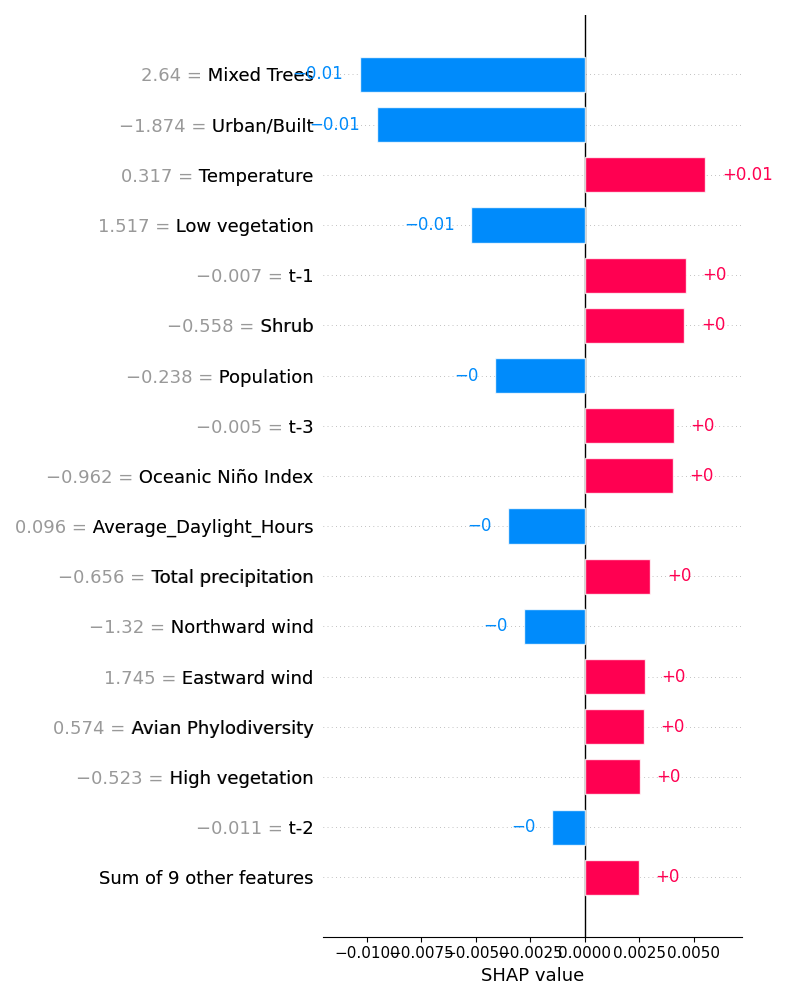 2.64 = Mixed Trees −0.01
−1.874 = Urban/Built −0.01
0.317 = Temperature +0.01
1.517 = Low vegetation −0.01
−0.007 = t-1 +0
−0.558 = Shrub +0
−0.238 = Population −0
−0.005 = t-3 +0
−0.962 = Oceanic Niño Index +0
0.096 = Average_Daylight_Hours −0
−0.656 = Total precipitation +0
−1.32 = Northward wind −0
1.745 = Eastward wind +0
0.574 = Avian Phylodiversity +0
−0.523 = High vegetation +0
−0.011 = t-2 −0
Sum of 9 other features +0
−0.0100 −0.0075 −0.0050 −0.0025 0.0000 0.0025 0.0050
SHAP value